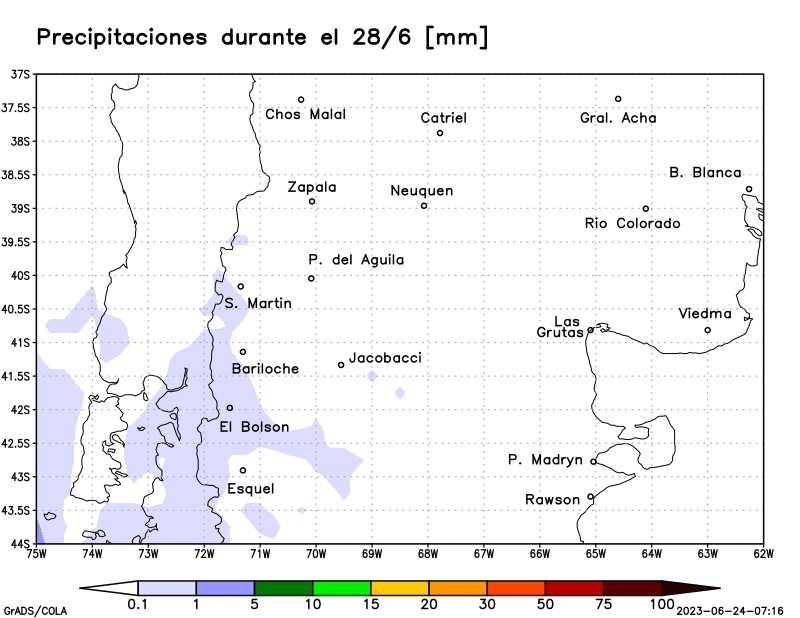 Precipitaciones durante el 28/6 [mm]
37S
37.5S
38S
38.5S
39S
39.5S
40S
40.5S
41S
41.5S
42S
42.5S
43S
43.5S
44S
Chos Malal
Catriel
Gral. Acha
B. Blanca
Zapala
Neuquen
Rio Colorado
P. del Aguila
S. Martin
Las
Grutas
Viedma
Bariloche
Jacobacci
El Bolson
P. Madryn
Esquel
Rawson
75W 74W 73W 72W 71W 70W 69W 68W 67W 66W 65W 64W 63W 62W
0.1 1 5 10 15 20 30 50 75 100
GrADS/COLA
2023-06-24-07:16